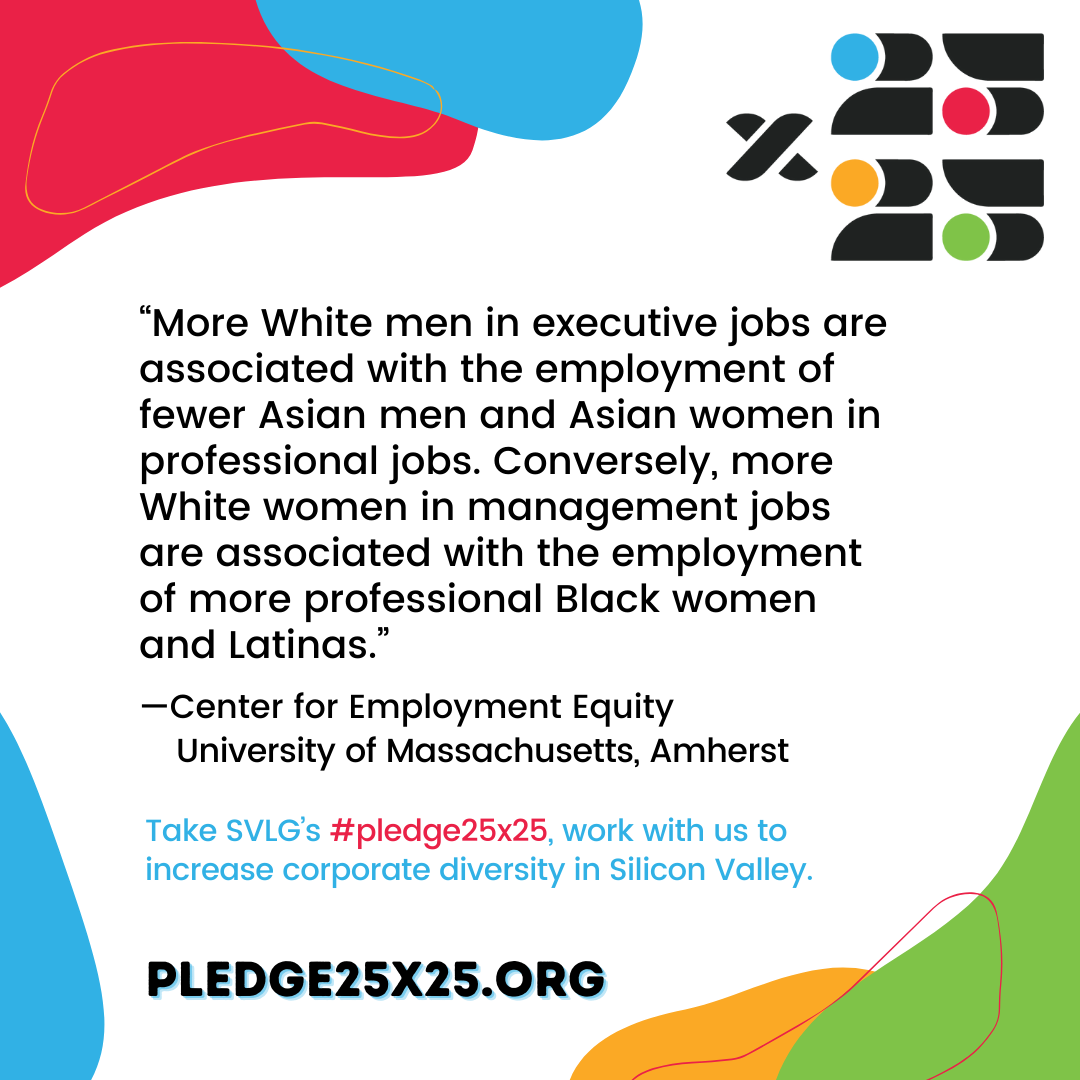 25
x
25
“More White men in executive jobs are
associated with the employment of
fewer Asian men and Asian women in
professional jobs. Conversely, more
White women in management jobs
are associated with the employment
of more professional Black women
and Latinas.”
—Center for Employment Equity
University of Massachusetts, Amherst
Take SVLG’s #pledge25x25, work with us to
increase corporate diversity in Silicon Valley.
PLEDGE25X25.ORG